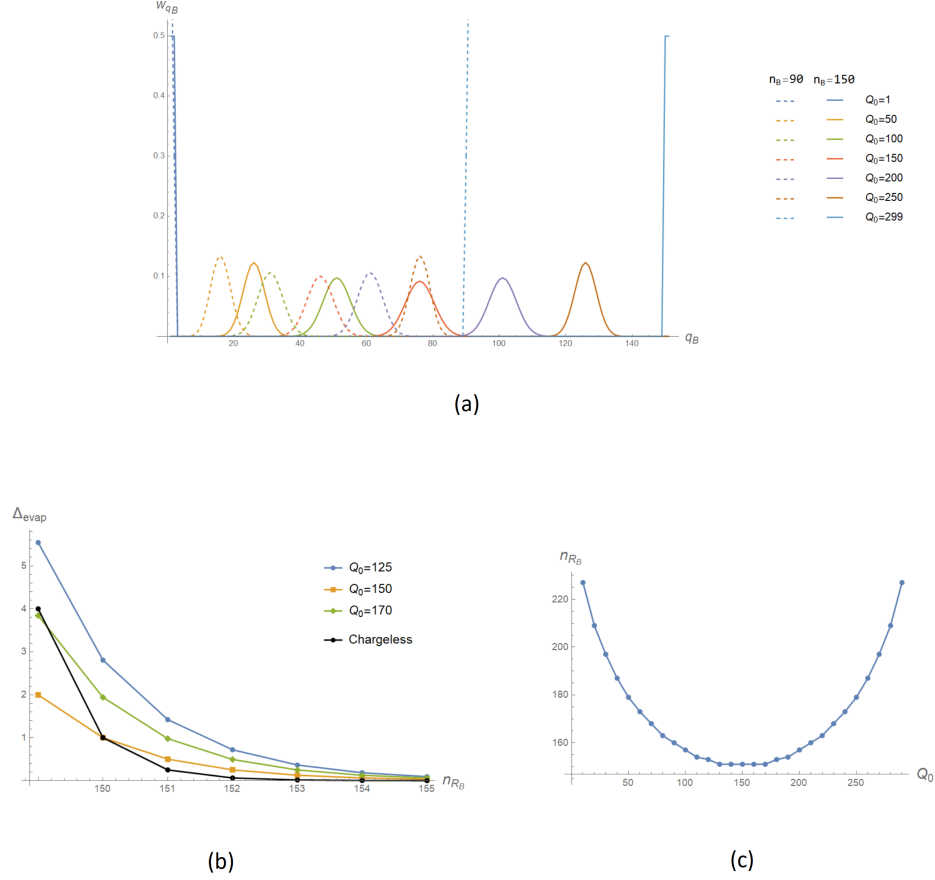 w_{q_B}
0.5
0.4
0.3
0.2
0.1
20 40 60 80 100 120 140
q_B
n_B=90 n_B=150
Q_0=1
Q_0=50
Q_0=100
Q_0=150
Q_0=200
Q_0=250
Q_0=299
(a)
Δ_evap
5
4
3
2
1
150 151 152 153 154 155
n_{R_B}
Q_0=125
Q_0=150
Q_0=170
Chargeless
(b)
n_{R_B}
220
200
180
160
50 100 150 200 250
Q_0
(c)